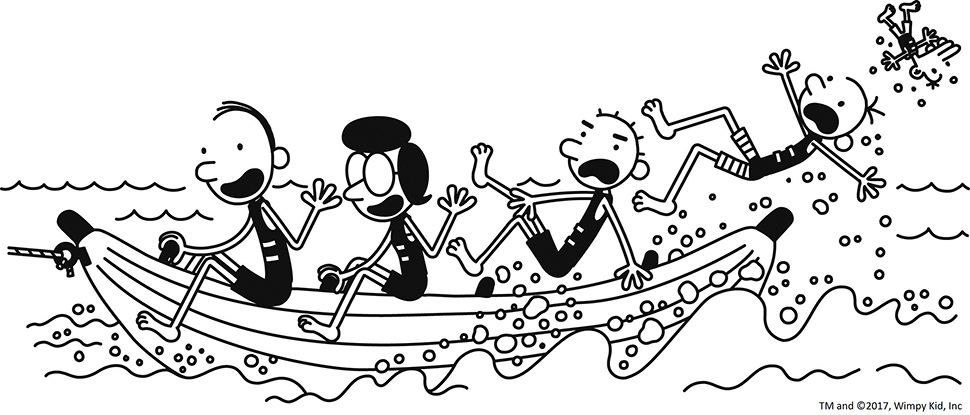 TM and ©2017, Wimpy Kid, Inc